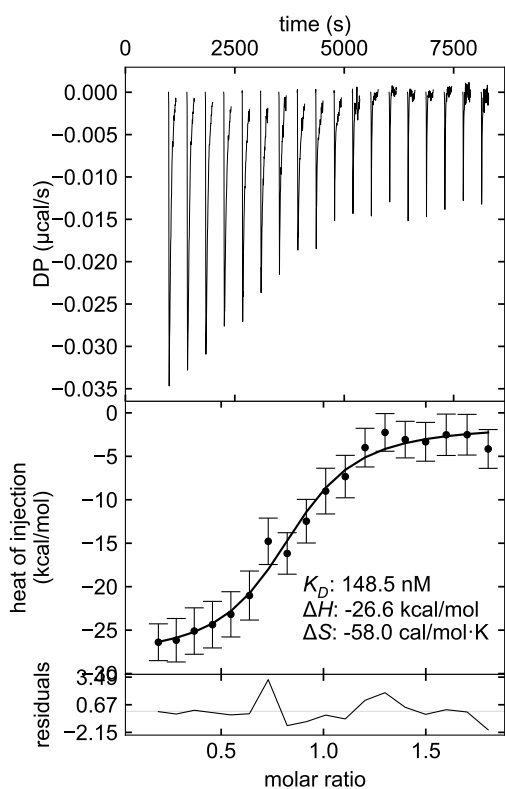 time (s)
0 2500 5000 7500
0.000
−0.005
−0.010
−0.015
−0.020
−0.025
−0.030
−0.035
DP (μcal/s)
0
−5
−10
−15
−20
−25
−30
heat of injection
(kcal/mol)
K_D: 148.5 nM
ΔH: -26.6 kcal/mol
ΔS: -58.0 cal/mol·K
3.49
0.67
−2.15
residuals
0.5 1.0 1.5
molar ratio